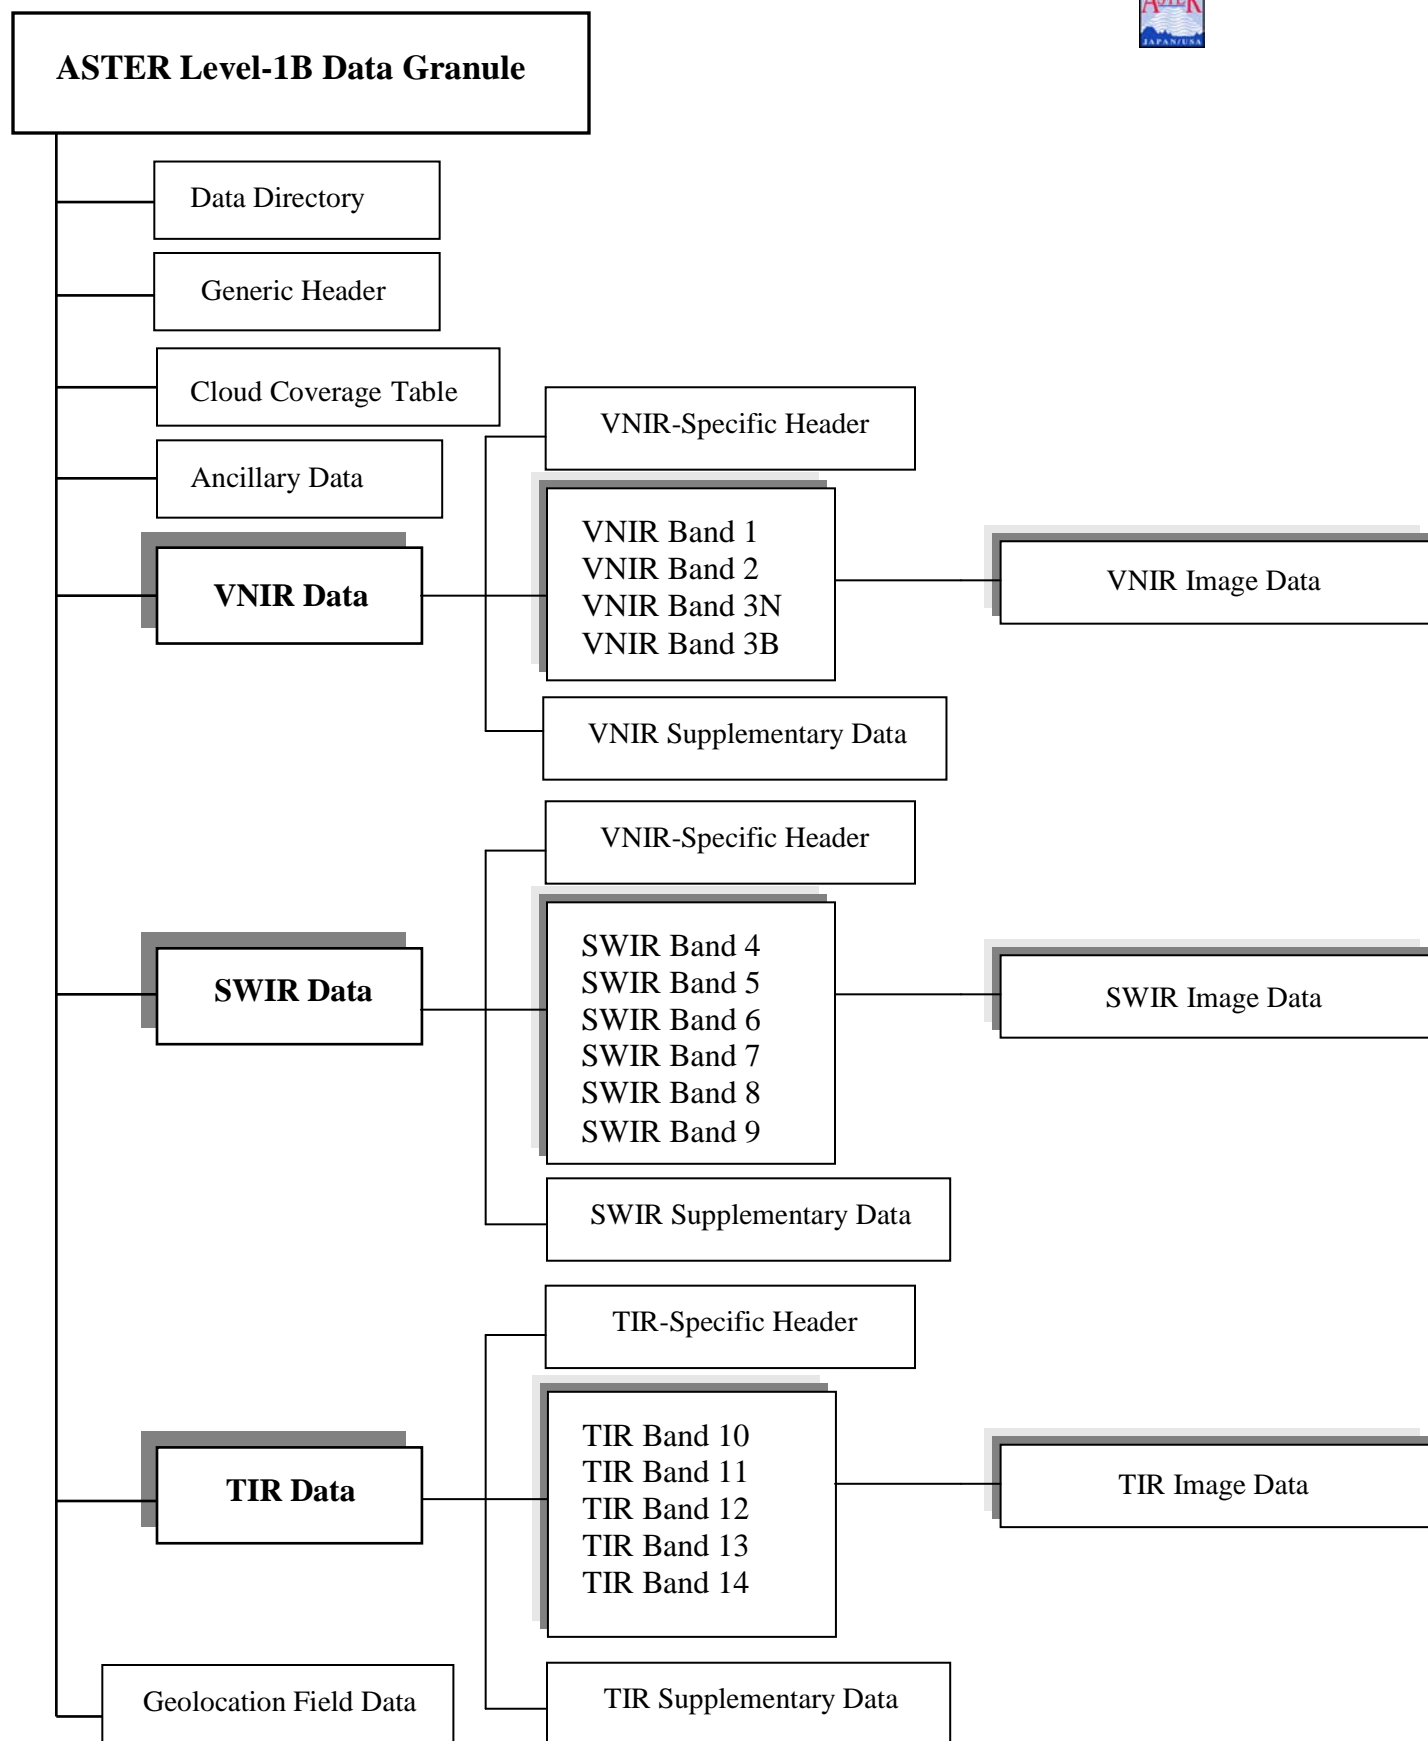 ASTER
JAPAN/USA
ASTER Level-1B Data Granule
Data Directory
Generic Header
Cloud Coverage Table
Ancillary Data
VNIR Data
VNIR-Specific Header
VNIR Band 1
VNIR Band 2
VNIR Band 3N
VNIR Band 3B
VNIR Image Data
VNIR Supplementary Data
SWIR Data
VNIR-Specific Header
SWIR Band 4
SWIR Band 5
SWIR Band 6
SWIR Band 7
SWIR Band 8
SWIR Band 9
SWIR Image Data
SWIR Supplementary Data
TIR Data
TIR-Specific Header
TIR Band 10
TIR Band 11
TIR Band 12
TIR Band 13
TIR Band 14
TIR Image Data
TIR Supplementary Data
Geolocation Field Data